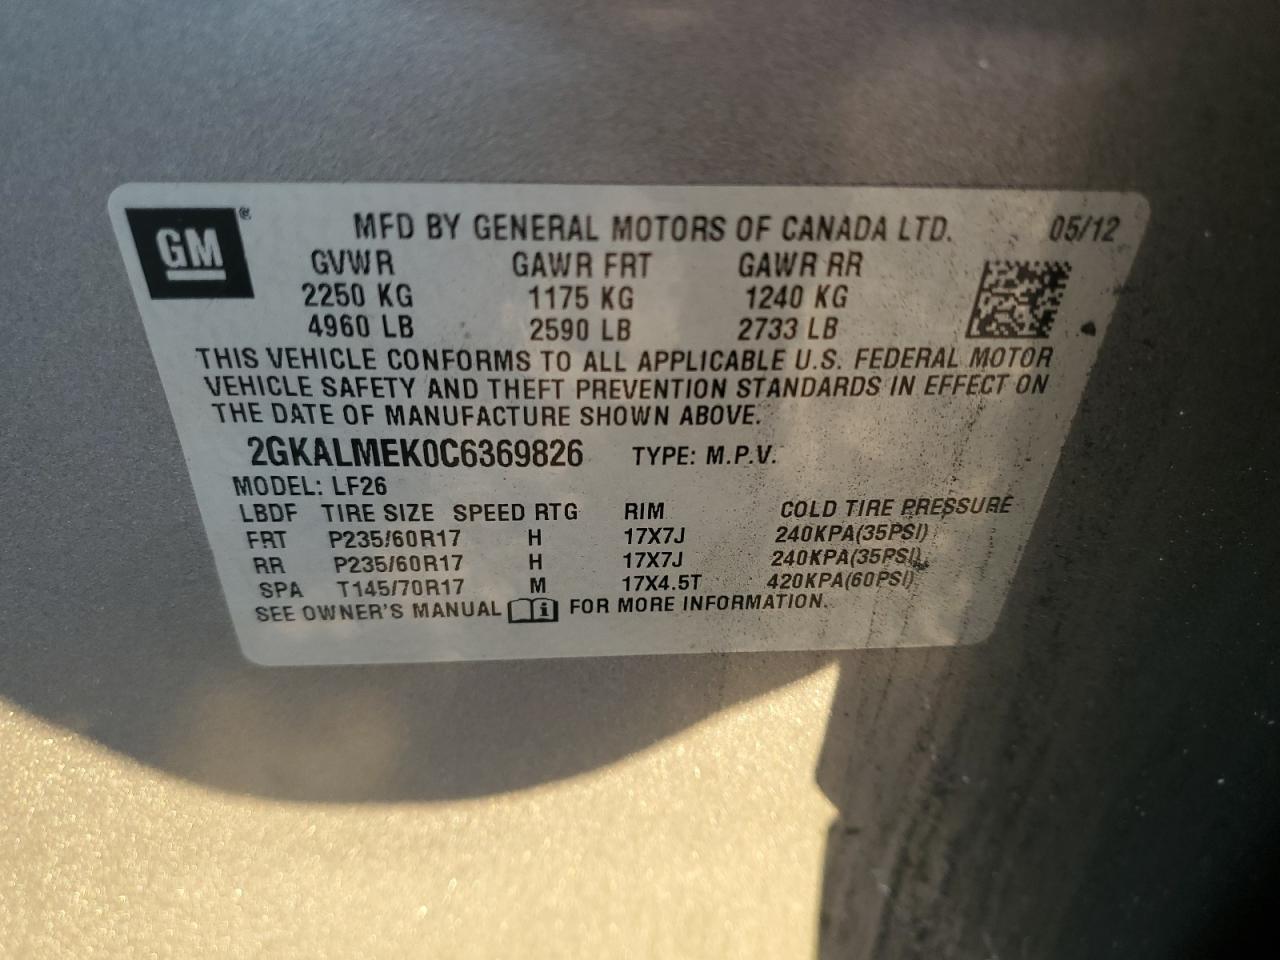 GM®
MFD BY GENERAL MOTORS OF CANADA LTD. 05/12
GVWR GAWR FRT GAWR RR
2250 KG 1175 KG 1240 KG
4960 LB 2590 LB 2733 LB
THIS VEHICLE CONFORMS TO ALL APPLICABLE U.S. FEDERAL MOTOR
VEHICLE SAFETY AND THEFT PREVENTION STANDARDS IN EFFECT ON
THE DATE OF MANUFACTURE SHOWN ABOVE.
2GKALMEK0C6369826 TYPE: M.P.V.
MODEL: LF26
LBDF TIRE SIZE SPEED RTG RIM COLD TIRE PRESSURE
FRT P235/60R17 H 17X7J 240KPA(35PSI)
RR P235/60R17 H 17X7J 240KPA(35PSI)
SPA T145/70R17 M 17X4.5T 420KPA(60PSI)
SEE OWNER'S MANUAL FOR MORE INFORMATION.